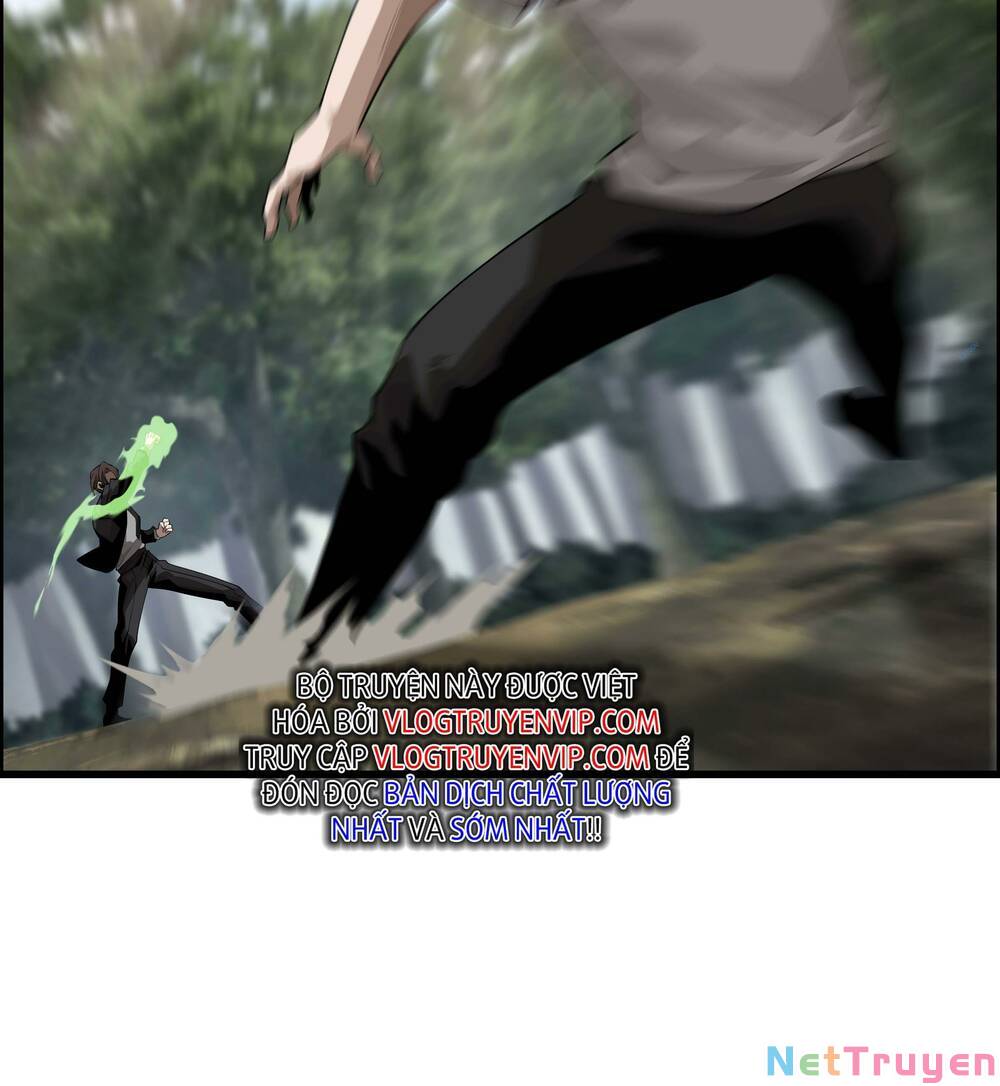 BỘ TRUYỆN NÀY ĐƯỢC VIỆT
HÓA BỞI VLOGTRUYENVIP.COM
TRUY CẬP VLOGTRUYENVIP.COM ĐỂ
ĐÓN ĐỌC BẢN DỊCH CHẤT LƯỢNG
NHẤT VÀ SỚM NHẤT!!
NetTruyen